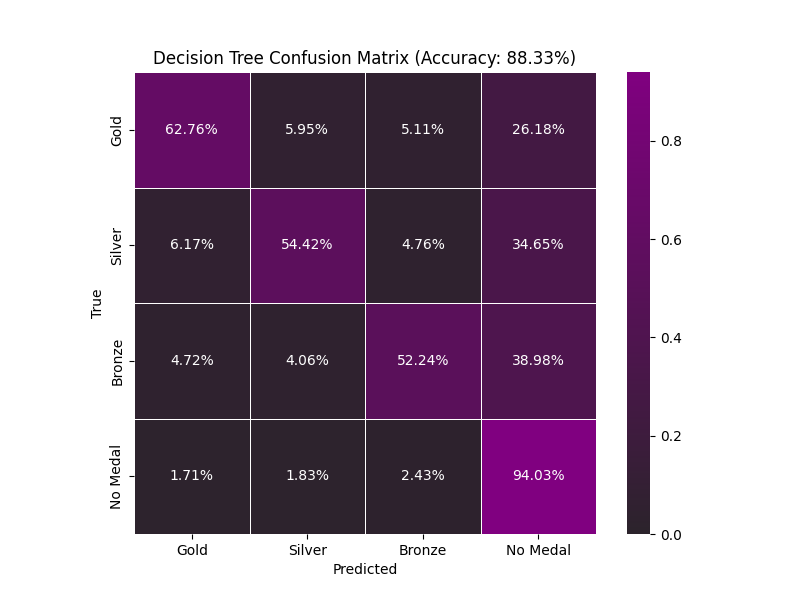 Decision Tree Confusion Matrix (Accuracy: 88.33%)
Gold
62.76%
5.95%
5.11%
26.18%
Silver
6.17%
54.42%
4.76%
34.65%
Bronze
4.72%
4.06%
52.24%
38.98%
No Medal
1.71%
1.83%
2.43%
94.03%
True
Gold
Silver
Bronze
No Medal
Predicted
0.8
0.6
0.4
0.2
0.0